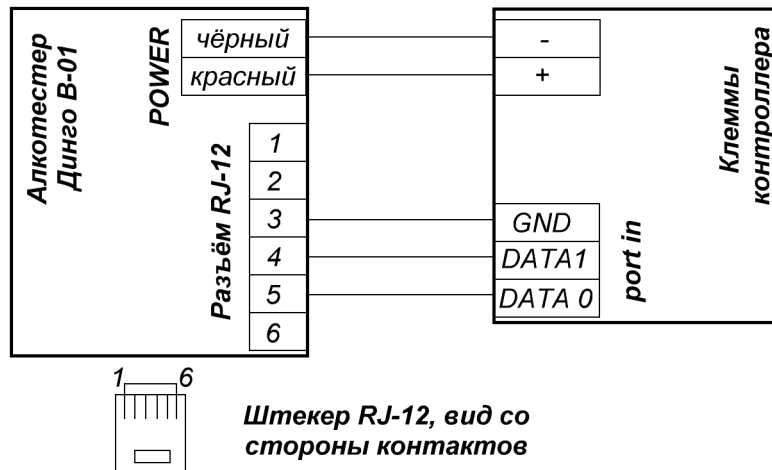 Алкотестер
Динго В-01
POWER
чёрный
красный
Разъём RJ-12
1
2
3
4
5
6
-
+
GND
DATA1
DATA 0
port in
Клеммы
контроллера
1 6
Штекер RJ-12, вид со
стороны контактов